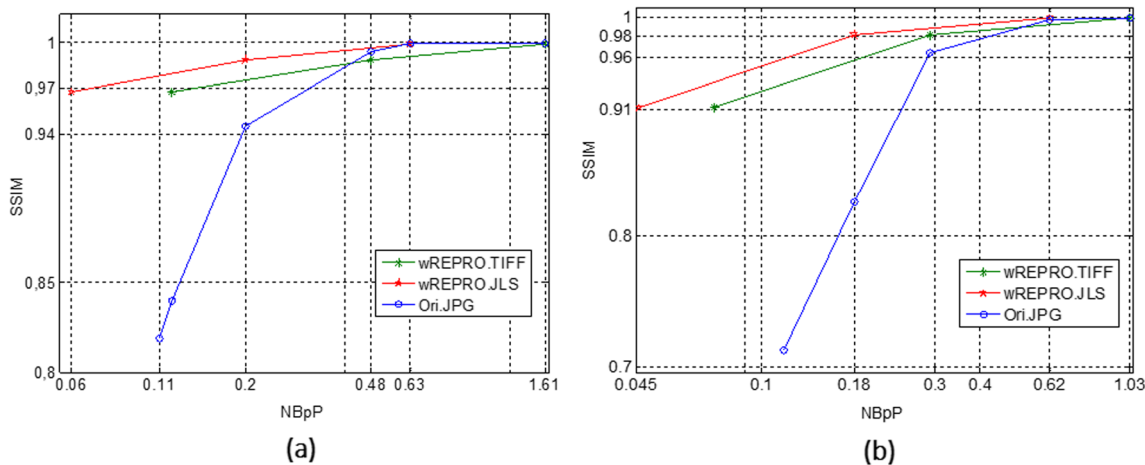 1
0.97
0.94
0.85
0,8
SSIM
0.06 0.11 0.2 0.48 0.63 1.61
NBpP
wREPRO.TIFF
wREPRO.JLS
Ori.JPG
(a)
1
0.98
0.96
0.91
0.8
0.7
SSIM
0.045 0.1 0.18 0.3 0.4 0.62 1.03
NBpP
wREPRO.TIFF
wREPRO.JLS
Ori.JPG
(b)